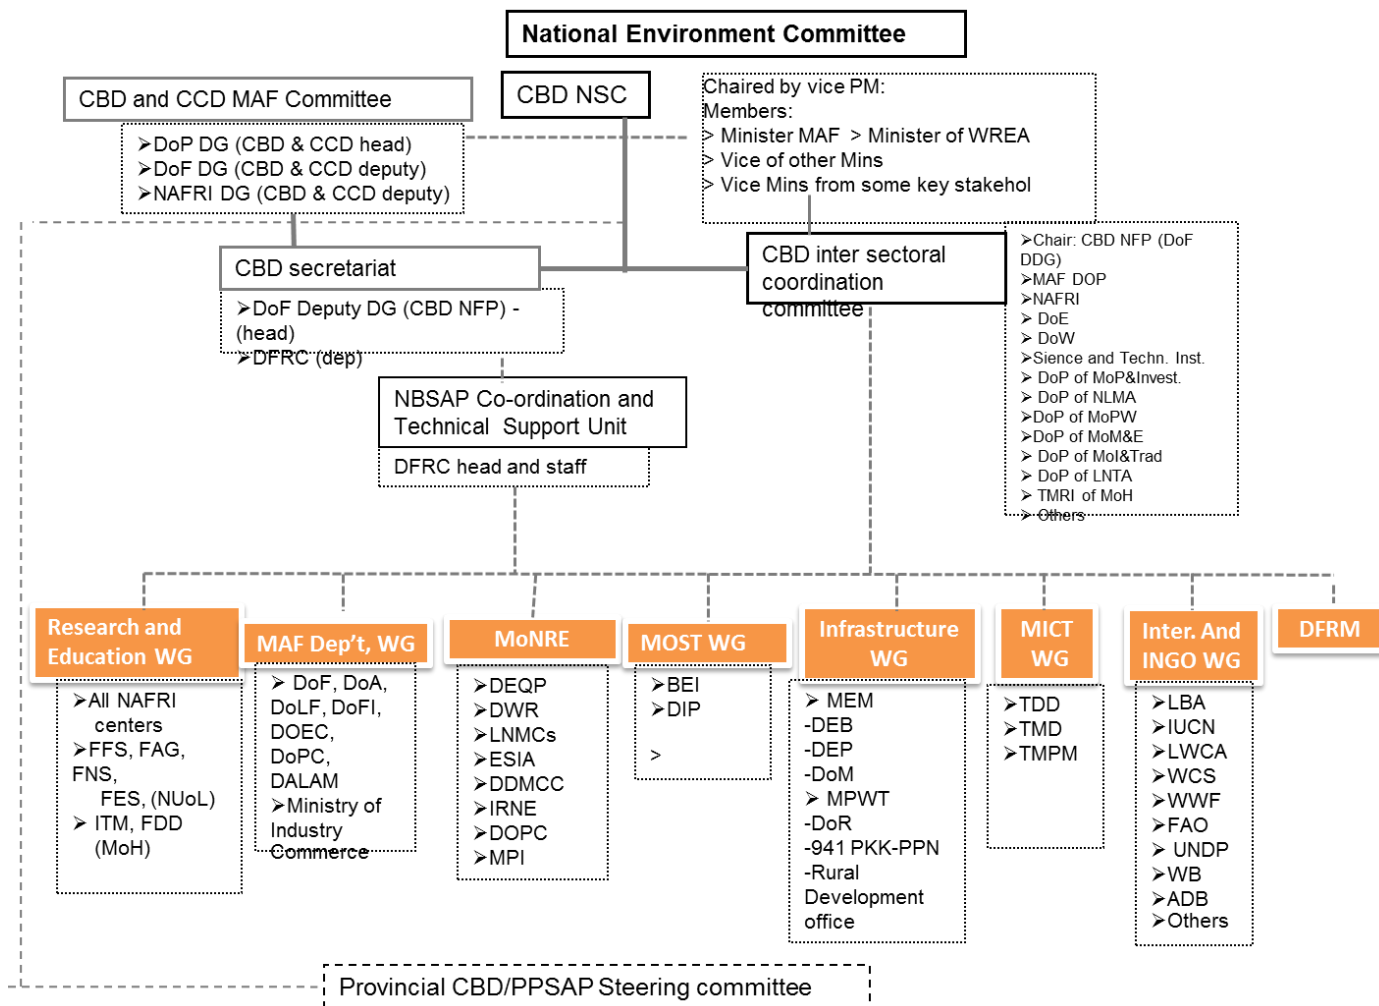 National Environment Committee
CBD and CCD MAF Committee
CBD NSC
Chaired by vice PM:
Members:
> Minister MAF > Minister of WREA
> Vice of other Mins
> Vice Mins from some key stakehol
➤DoP DG (CBD & CCD head)
➤DoF DG (CBD & CCD deputy)
➤NAFRI DG (CBD & CCD deputy)
CBD secretariat
➤DoF Deputy DG (CBD NFP) -
(head)
➤DFRC (dep)
CBD inter sectoral
coordination
committee
➤Chair: CBD NFP (DoF
DDG)
➤MAF DOP
➤NAFRI
➤ DoE
➤ DoW
➤Sience and Techn. Inst.
➤ DoP of MoP&Invest.
➤ DoP of NLMA
➤DoP of MoPW
➤DoP of MoM&E
➤ DoP of MoI&Trad
➤ DoP of LNTA
➤ TMRI of MoH
➤ Others
NBSAP Co-ordination and
Technical Support Unit
DFRC head and staff
Research and
Education WG
➤All NAFRI
centers
➤FFS, FAG,
FNS,
FES, (NUoL)
➤ ITM, FDD
(MoH)
MAF Dep't, WG
➤ DoF, DoA,
DoLF, DoFI,
DOEC,
DoPC,
DALAM
➤Ministry of
Industry
Commerce
MoNRE
➤DEQP
➤DWR
➤LNMCs
➤ESIA
➤DDMCC
➤IRNE
➤DOPC
➤MPI
MOST WG
➤BEI
➤DIP
>
Infrastructure
WG
➤ MEM
-DEB
-DEP
-DoM
➤ MPWT
-DoR
-941 PKK-PPN
-Rural
Development
office
MICT
WG
➤TDD
➤TMD
➤TMPM
Inter. And
INGO WG
➤LBA
➤IUCN
➤LWCA
➤WCS
➤WWF
➤FAO
➤ UNDP
➤WB
➤ADB
➤Others
DFRM
Provincial CBD/PPSAP Steering committee